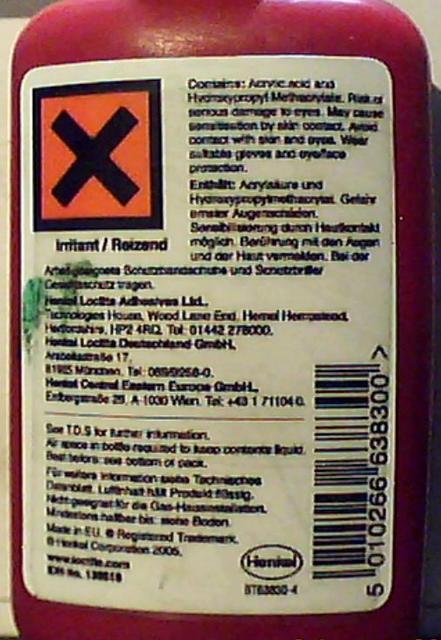 Contains: Acrylic acid and
Hydroxypropyl Methacrylate. Risk of
serious damage to eyes. May cause
sensitisation by skin contact. Avoid
contact with skin and eyes. Wear
suitable gloves and eye/face
protection.
Enthält: Acrylsäure und
Hydroxypropylmethacrylat. Gefahr
ernster Augenschäden.
Sensibilisierung durch Hautkontakt
möglich. Berührung mit den Augen
und der Haut vermeiden. Bei der
Irritant / Reizend
Arbeit geeignete Schutzhandschuhe und Schutzbrille/
Gesichtsschutz tragen.
Henkel Loctite Adhesives Ltd.,
Technologies House, Wood Lane End, Hemel Hempstead,
Hertfordshire, HP2 4RQ. Tel: 01442 278000.
Henkel Loctite Deutschland GmbH,
Arabellastraße 17,
81925 München. Tel: 089/9268-0.
Henkel Central Eastern Europe GmbH.,
Erdbergstraße 29, A-1030 Wien. Tel: +43 1 71104 0.
See T.D.S for further information.
Air space in bottle required to keep contents liquid.
Best before: see bottom of pack.
Für weitere Information siehe Technisches
Datenblatt. Luftinhalt hält Produkt flüssig.
Nicht geeignet für die Gas-Hausinstallation.
Mindestens haltbar bis: siehe Boden.
Made in EU. ® Registered Trademark.
© Henkel Corporation 2005.
www.loctite.com
IDH No.
Henkel
BT63830-4
5 010266 638300 >